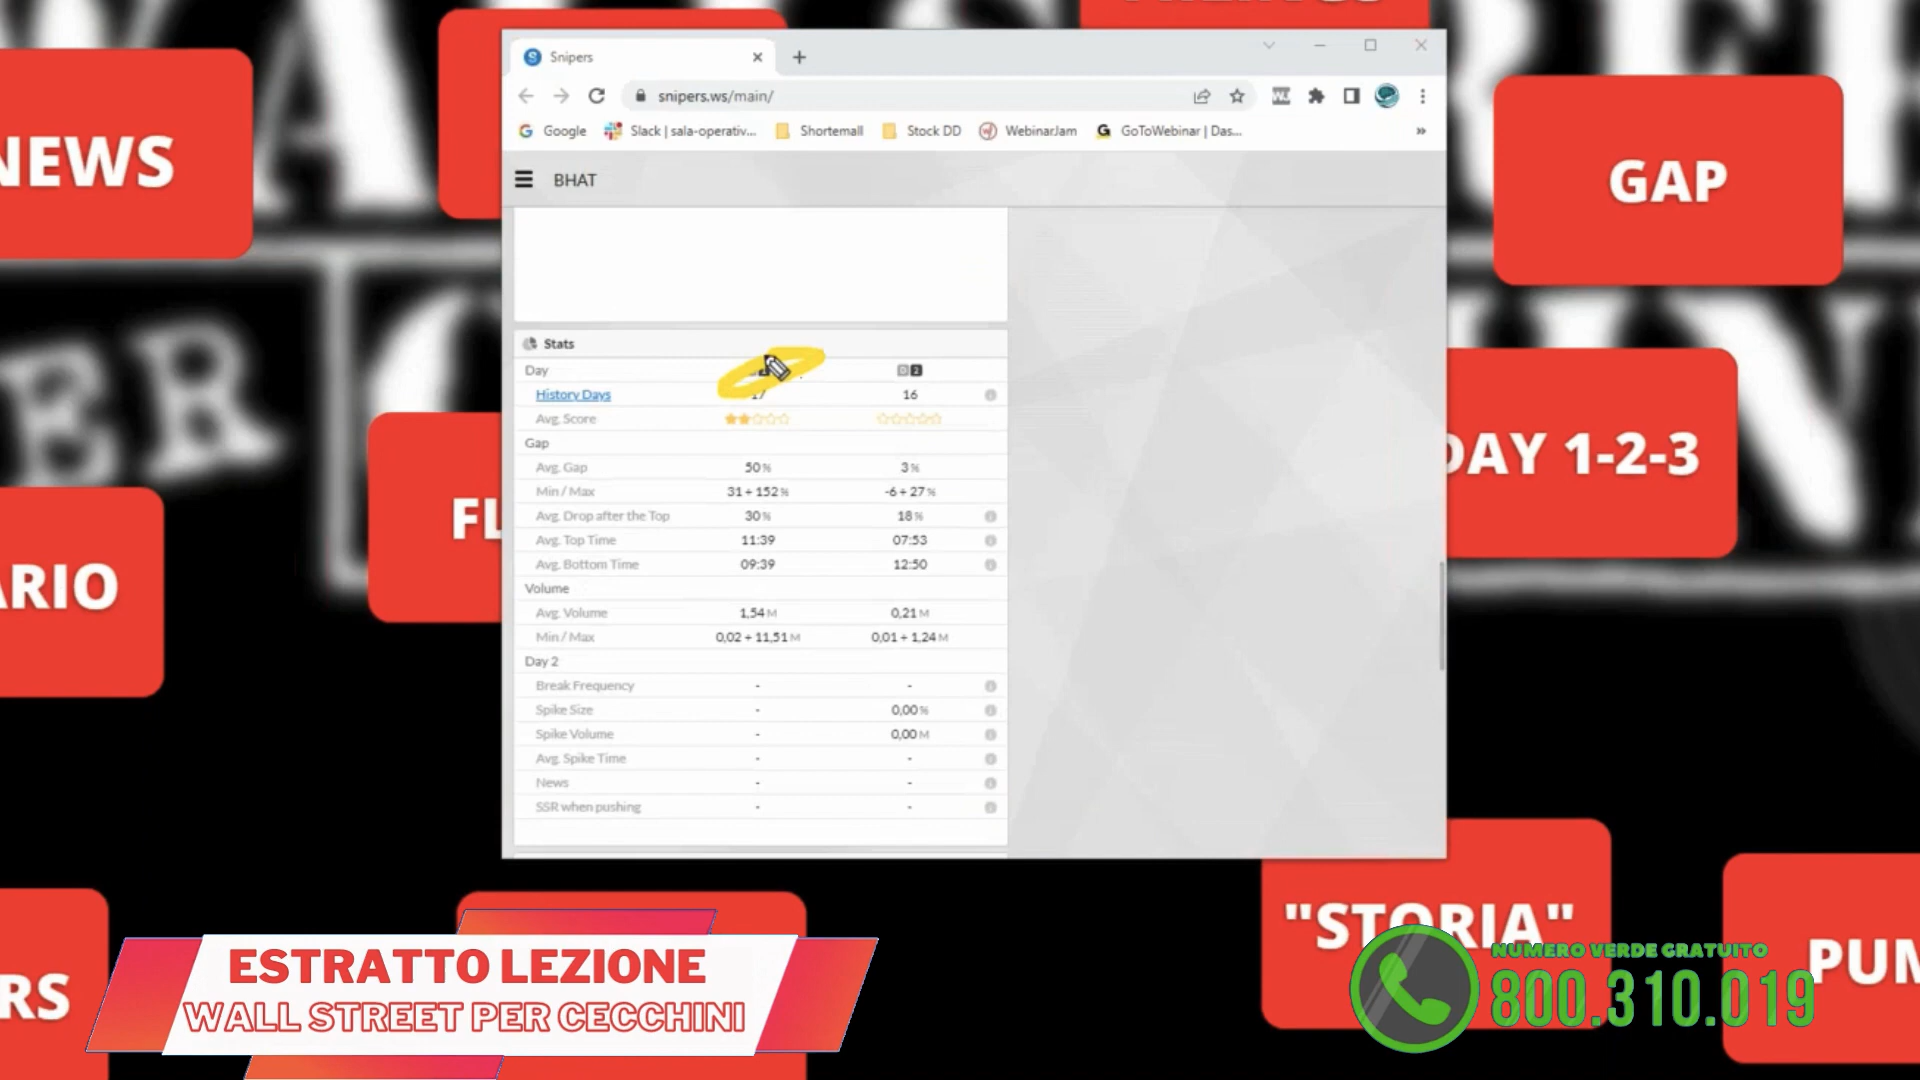 NEWS
GAP
DAY 1-2-3
ARIO
"STORIA"
RS
Snipers
snipers.ws/main/
Google
Slack | sala-operativ...
Shortemall
Stock DD
WebinarJam
GoToWebinar | Das...
»
BHAT
Stats
Day D 2
History Days 17 16
Avg. Score
Gap
Avg. Gap 50 % 3 %
Min / Max 31 ÷ 152 % -6 ÷ 27 %
Avg. Drop after the Top 30 % 18 %
Avg. Top Time 11:39 07:53
Avg. Bottom Time 09:39 12:50
Volume
Avg. Volume 1,54 M 0,21 M
Min / Max 0,02 ÷ 11,51 M 0,01 ÷ 1,24 M
Day 2
Break Frequency - -
Spike Size - 0,00 %
Spike Volume - 0,00 M
Avg. Spike Time - -
News - -
SSR when pushing - -
ESTRATTO LEZIONE
WALL STREET PER CECCHINI
NUMERO VERDE GRATUITO
800.310.019